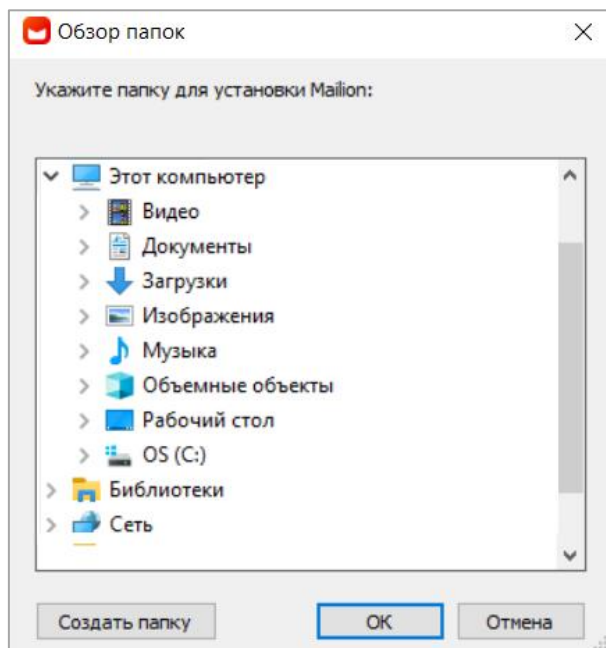 Обзор папок
Укажите папку для установки Mailion:
Этот компьютер
Видео
Документы
Загрузки
Изображения
Музыка
Объемные объекты
Рабочий стол
OS (C:)
Библиотеки
Сеть
Создать папку
ОК
Отмена